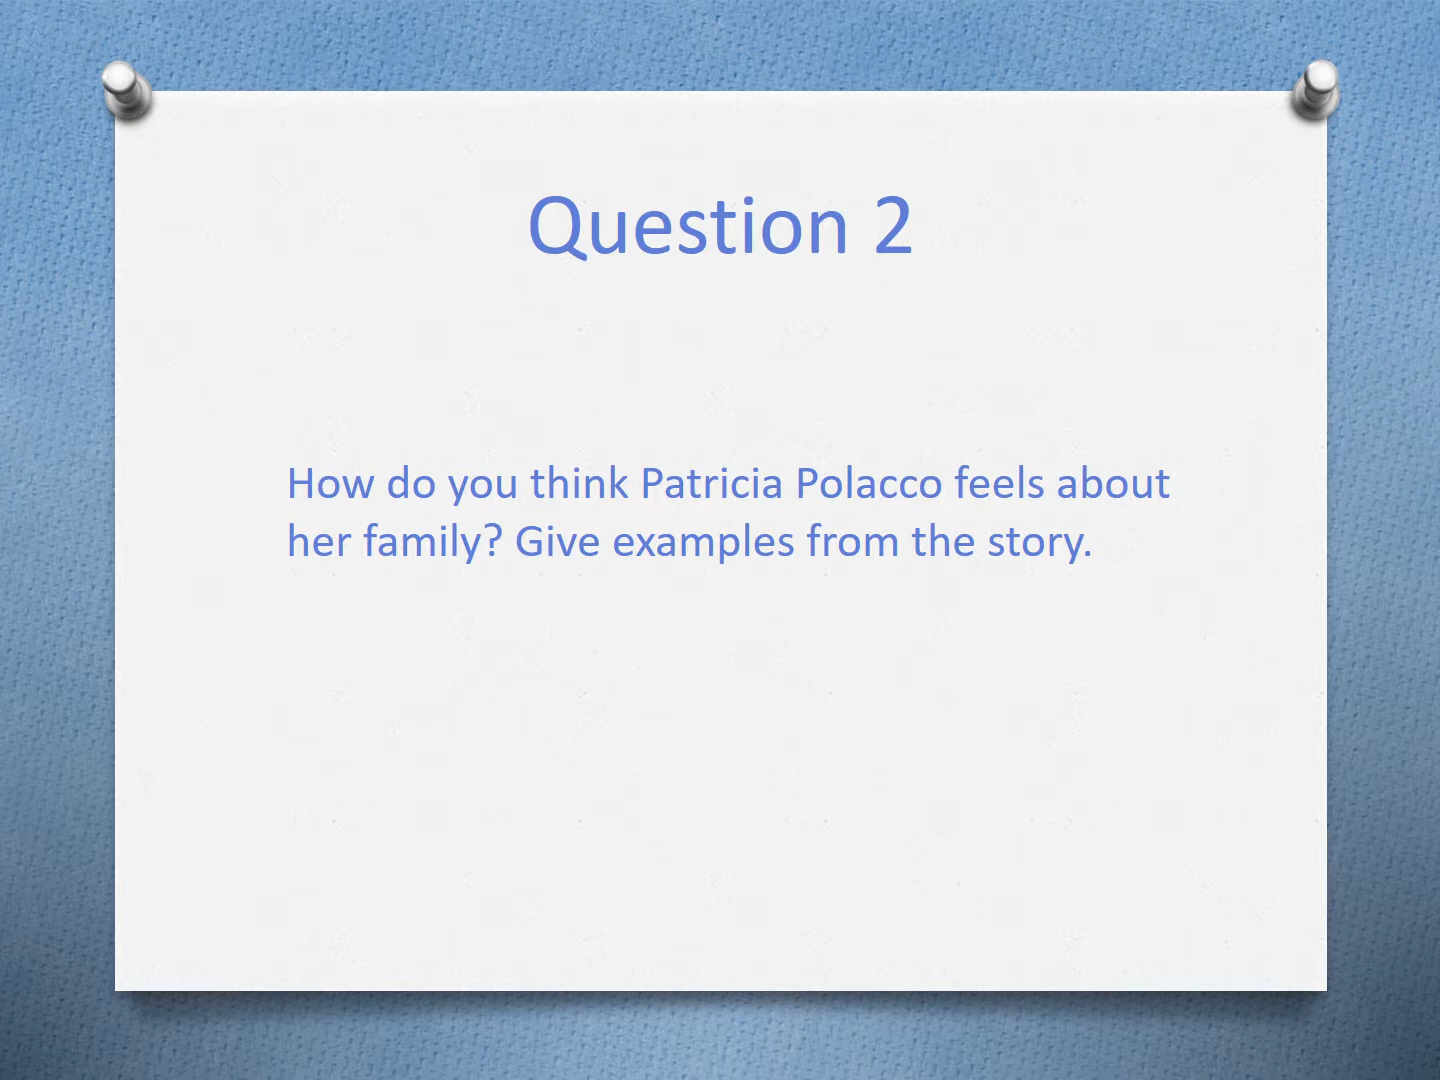 Question 2
How do you think Patricia Polacco feels about
her family? Give examples from the story.